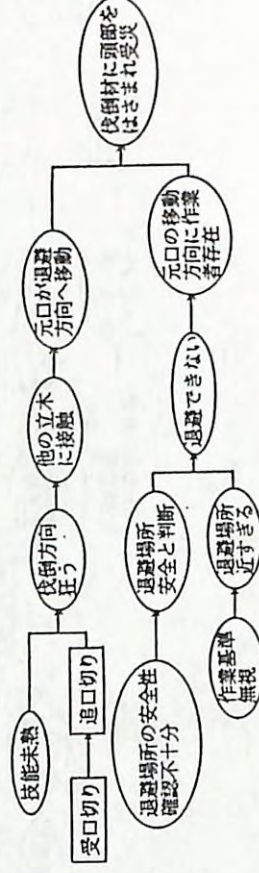 技能未熟
受口切り
追口切り
伐倒方向
狂う
他の立木
に接触
元口が退避
方向へ移動
伐倒材に頭部を
はさまれ受災
退避場所の安全性
確認不十分
退避場所
安全と判断
作業基準
無視
退避場所
近すぎる
退避できない
元口の移動
方向に作業
者存在